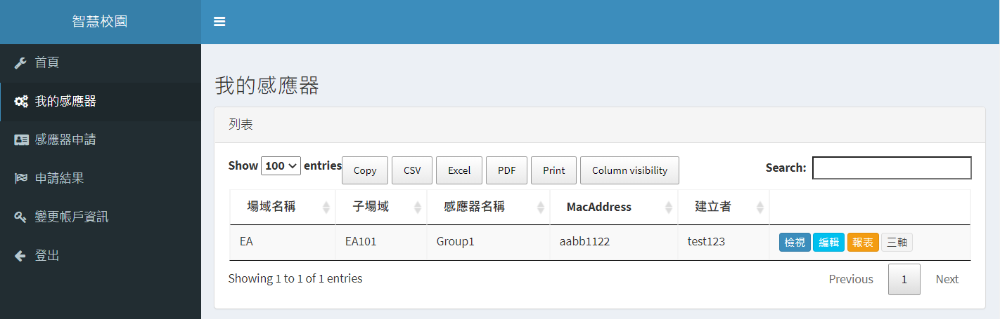 智慧校園
首頁
我的感應器
感應器申請
申請結果
變更帳戶資訊
登出
我的感應器
列表
Show 100 entries Copy CSV Excel PDF Print Column visibility Search:
場域名稱 子場域 感應器名稱 MacAddress 建立者
EA EA101 Group1 aabb1122 test123 檢視 編輯 報表 三軸
Showing 1 to 1 of 1 entries Previous 1 Next